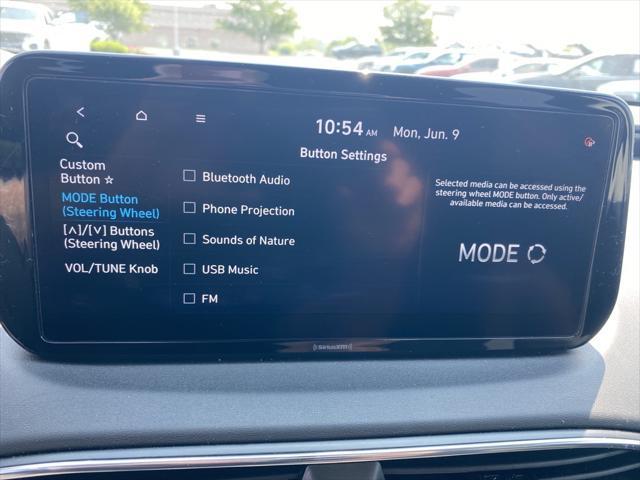 10:54 AM Mon, Jun. 9
Button Settings
Custom
Button ☆
MODE Button
(Steering Wheel)
[∧]/[∨] Buttons
(Steering Wheel)
VOL/TUNE Knob
Bluetooth Audio
Phone Projection
Sounds of Nature
USB Music
FM
Selected media can be accessed using the
steering wheel MODE button. Only active/
available media can be accessed.
MODE
((SiriusXM))